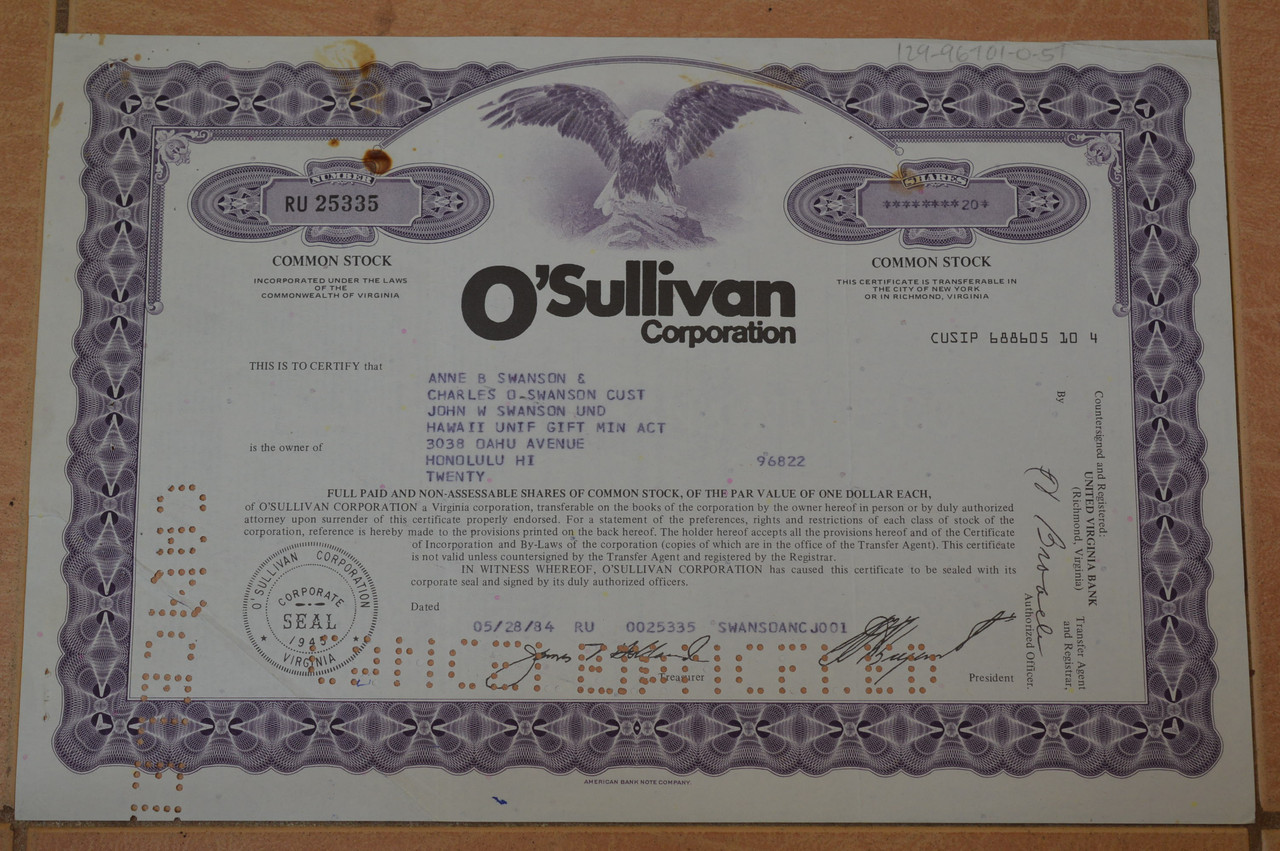 129-96701-0-51
NUMBER
RU 25335
SHARES
********20*
COMMON STOCK
INCORPORATED UNDER THE LAWS
OF THE
COMMONWEALTH OF VIRGINIA
O'Sullivan
Corporation
COMMON STOCK
THIS CERTIFICATE IS TRANSFERABLE IN
THE CITY OF NEW YORK
OR IN RICHMOND, VIRGINIA
CUSIP 688605 10 4
THIS IS TO CERTIFY that
ANNE B SWANSON &
CHARLES O SWANSON CUST
JOHN W SWANSON UND
HAWAII UNIF GIFT MIN ACT
3038 OAHU AVENUE
HONOLULU HI 96822
TWENTY
is the owner of
FULL PAID AND NON-ASSESSABLE SHARES OF COMMON STOCK, OF THE PAR VALUE OF ONE DOLLAR EACH,
of O'SULLIVAN CORPORATION a Virginia corporation, transferable on the books of the corporation by the owner hereof in person or by duly authorized
attorney upon surrender of this certificate properly endorsed. For a statement of the preferences, rights and restrictions of each class of stock of the
corporation, reference is hereby made to the provisions printed on the back hereof. The holder hereof accepts all the provisions hereof and of the Certificate
of Incorporation and By-Laws of the corporation (copies of which are in the office of the Transfer Agent). This certificate
is not valid unless countersigned by the Transfer Agent and registered by the Registrar.
IN WITNESS WHEREOF, O'SULLIVAN CORPORATION has caused this certificate to be sealed with its
corporate seal and signed by its duly authorized officers.
O'SULLIVAN CORPORATION
CORPORATE
SEAL
1945
VIRGINIA
Dated
05/28/84 RU 0025335 SWANSOANCJ001
Treasurer
President
Countersigned and Registered:
UNITED VIRGINIA BANK
(Richmond, Virginia)
Transfer Agent
and Registrar,
By
Authorized Officer.
AMERICAN BANK NOTE COMPANY.